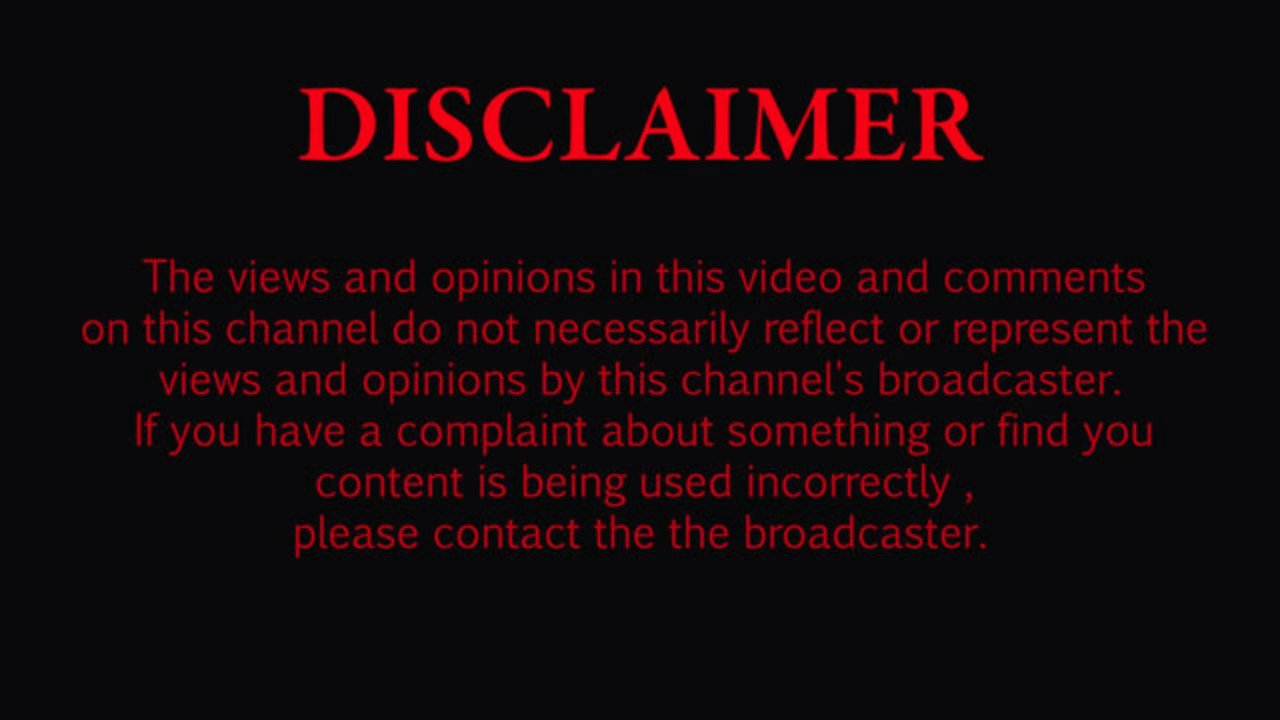 DISCLAIMER
The views and opinions in this video and comments
on this channel do not necessarily reflect or represent the
views and opinions by this channel's broadcaster.
If you have a complaint about something or find you
content is being used incorrectly ,
please contact the the broadcaster.